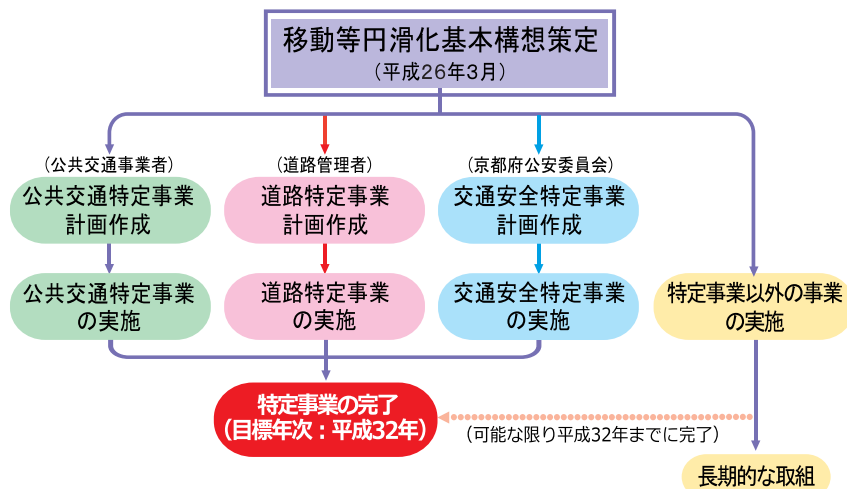 移動等円滑化基本構想策定
（平成26年3月）
（公共交通事業者）
（道路管理者）
（京都府公安委員会）
公共交通特定事業
計画作成
道路特定事業
計画作成
交通安全特定事業
計画作成
公共交通特定事業
の実施
道路特定事業
の実施
交通安全特定事業
の実施
特定事業以外の事業
の実施
特定事業の完了
（目標年次：平成32年）
（可能な限り平成32年までに完了）
長期的な取組